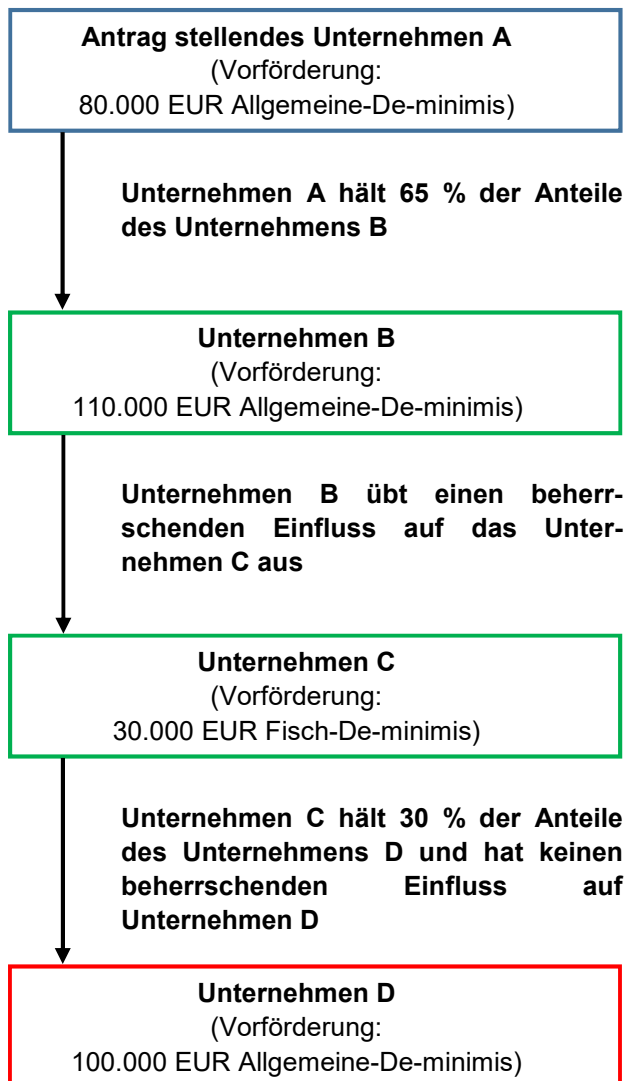 Antrag stellendes Unternehmen A
(Vorförderung:
80.000 EUR Allgemeine-De-minimis)
Unternehmen A hält 65 % der Anteile
des Unternehmens B
Unternehmen B
(Vorförderung:
110.000 EUR Allgemeine-De-minimis)
Unternehmen B übt einen beherr-
schenden Einfluss auf das Unter-
nehmen C aus
Unternehmen C
(Vorförderung:
30.000 EUR Fisch-De-minimis)
Unternehmen C hält 30 % der Anteile
des Unternehmens D und hat keinen
beherrschenden Einfluss auf
Unternehmen D
Unternehmen D
(Vorförderung:
100.000 EUR Allgemeine-De-minimis)